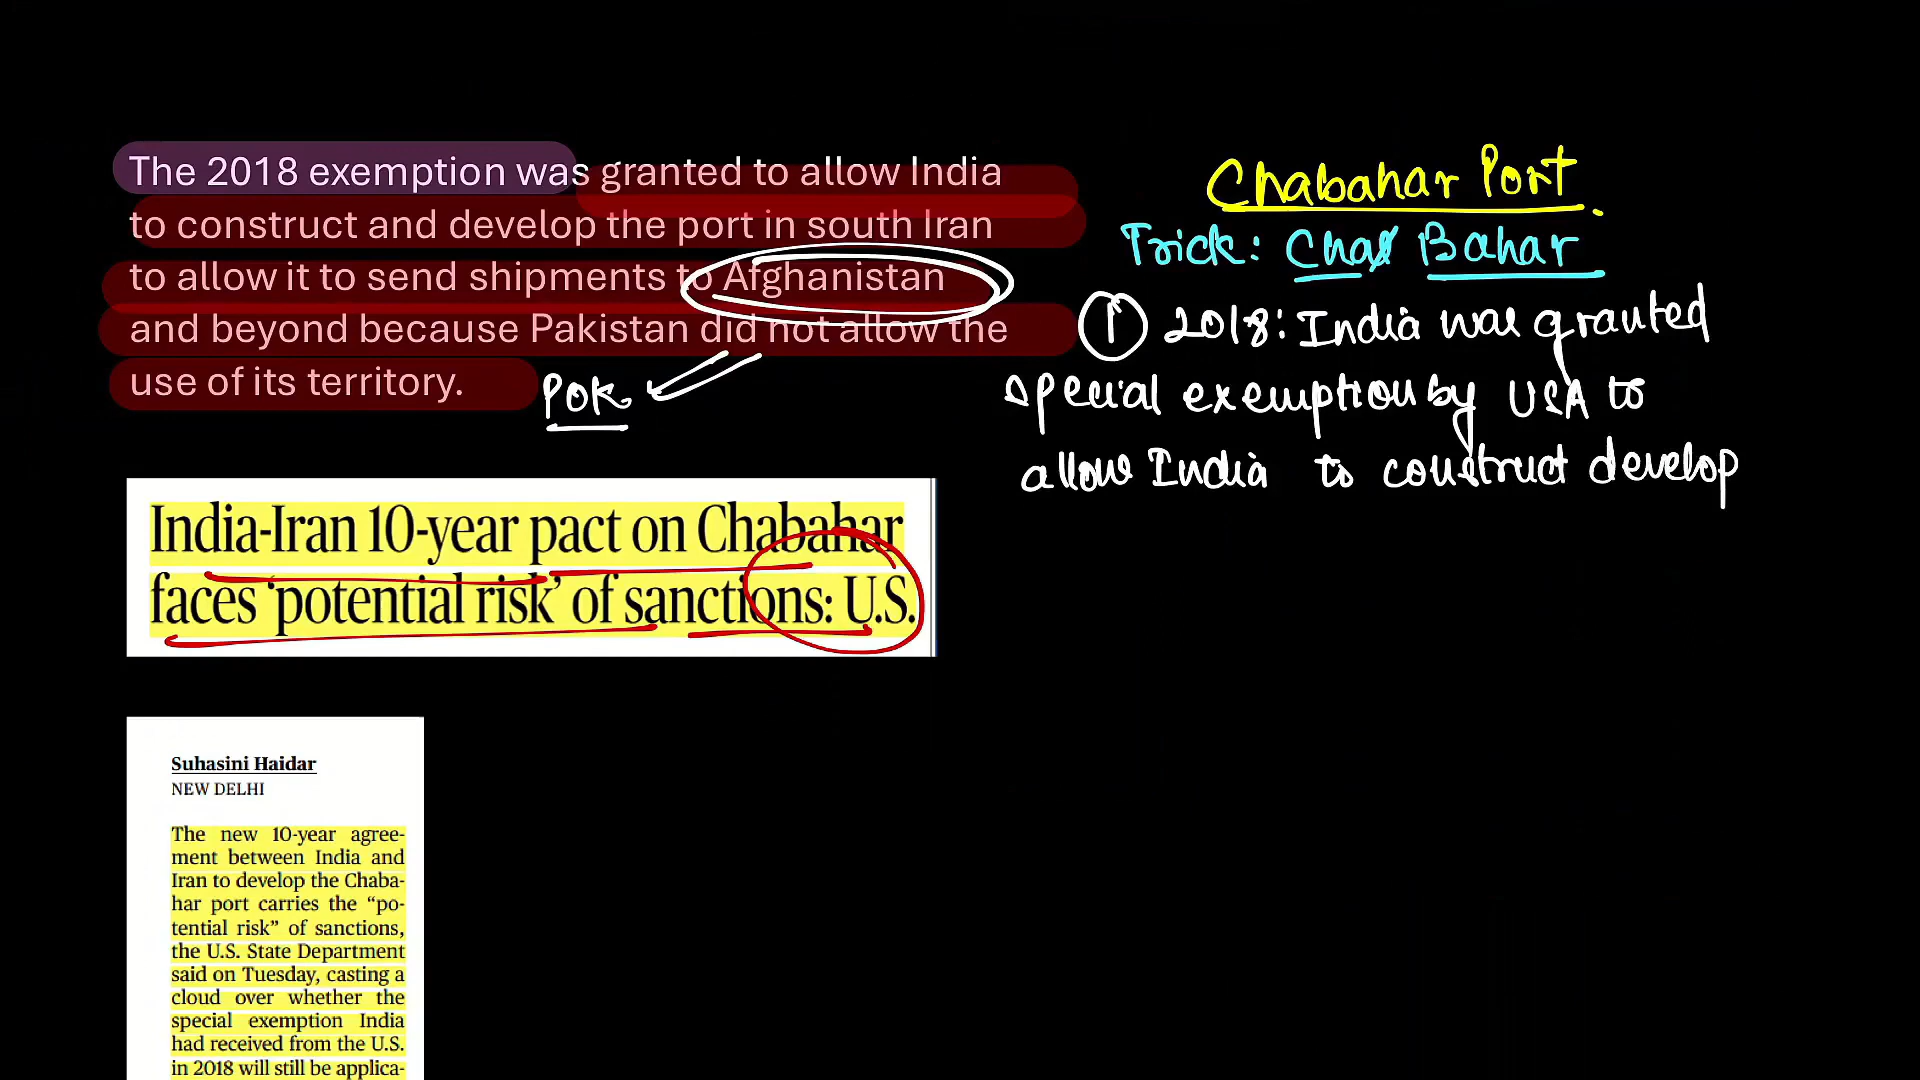 The 2018 exemption was granted to allow India
to construct and develop the port in south Iran
to allow it to send shipments to Afghanistan
and beyond because Pakistan did not allow the
use of its territory.
POK
India-Iran 10-year pact on Chabahar
faces ‘potential risk’ of sanctions: U.S.
Suhasini Haidar
NEW DELHI
The new 10-year agree-
ment between India and
Iran to develop the Chaba-
har port carries the “po-
tential risk” of sanctions,
the U.S. State Department
said on Tuesday, casting a
cloud over whether the
special exemption India
had received from the U.S.
in 2018 will still be applica-
Chabahar Port
Trick: Chax Bahar
① 2018: India was granted
special exemption by USA to
allow India to construct develop